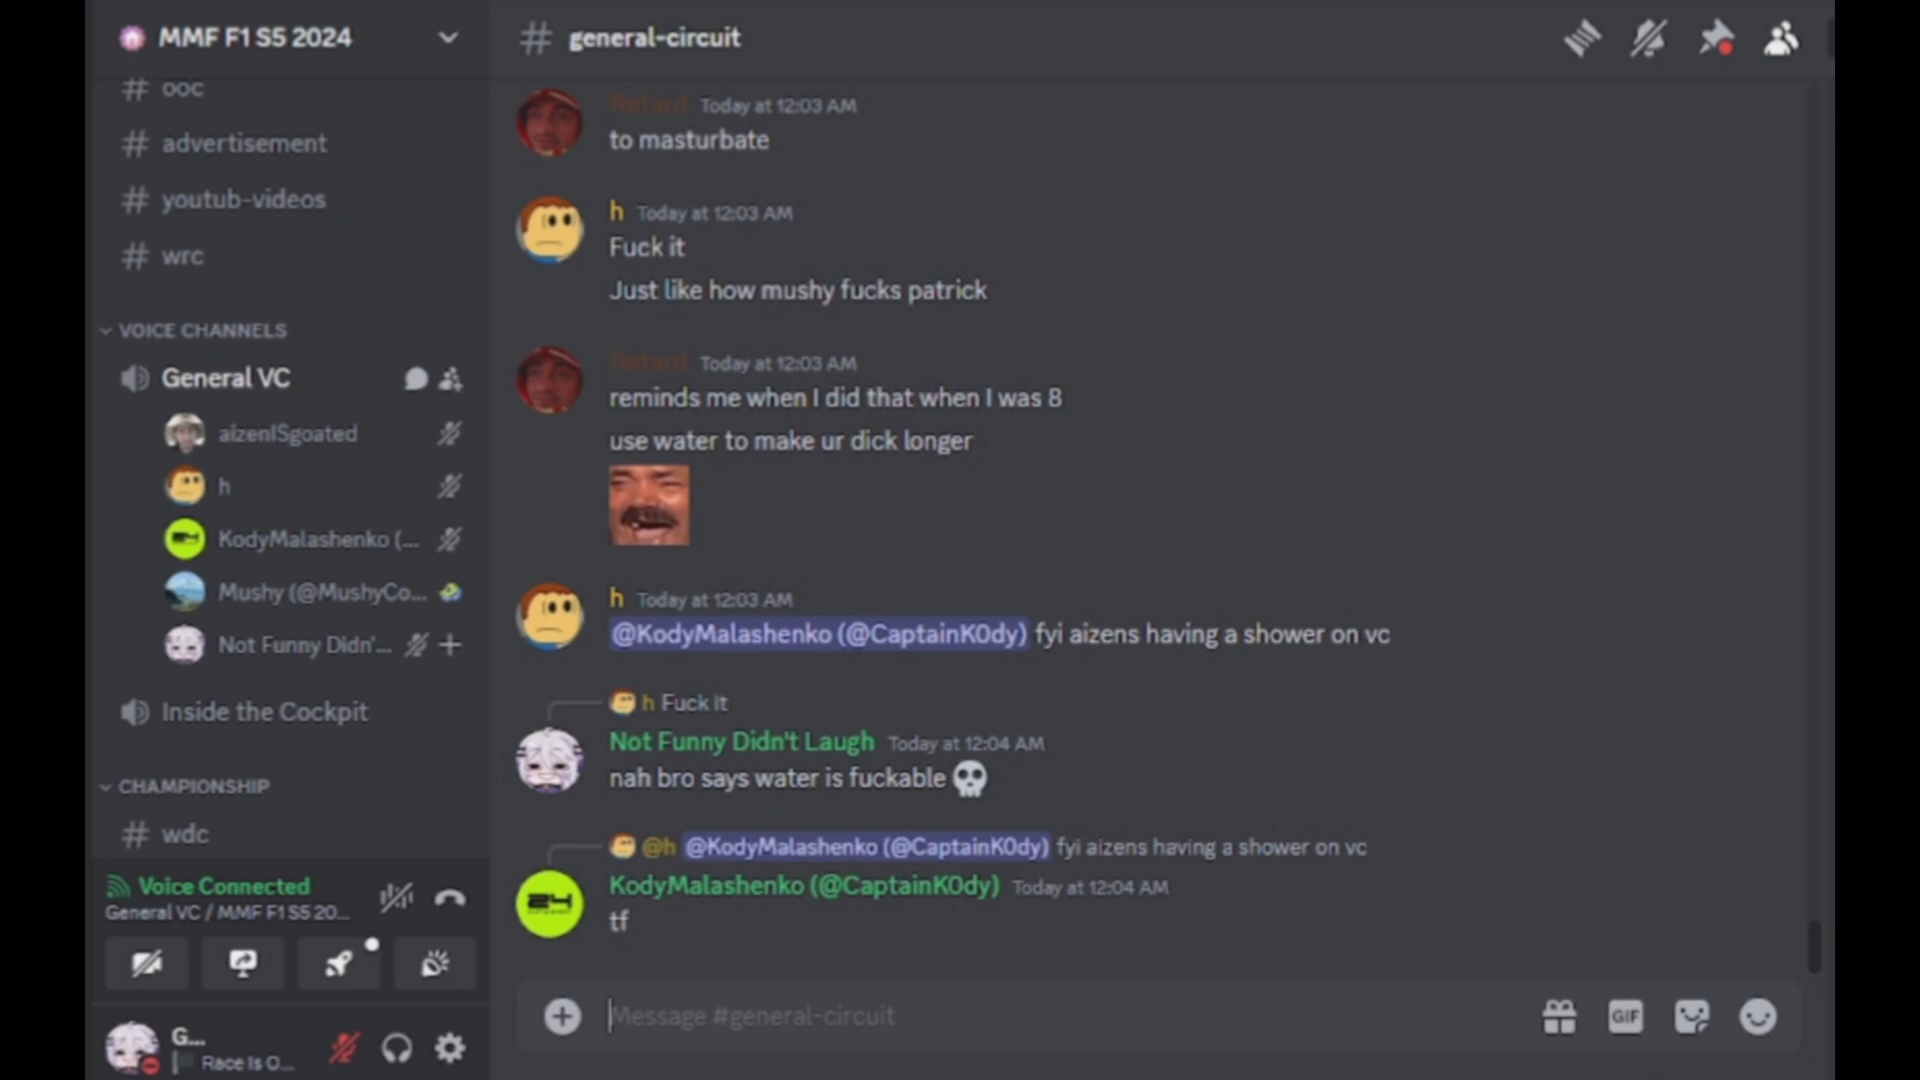 MMF F1 S5 2024
ooc
advertisement
youtub-videos
wrc
VOICE CHANNELS
General VC
aizenISgoated
h
KodyMalashenko (...
Mushy (@MushyCo...
Not Funny Didn'...
Inside the Cockpit
CHAMPIONSHIP
wdc
Voice Connected
General VC / MMF F1 S5 20...
G...
Race Is O...
# general-circuit
Retard Today at 12:03 AM
to masturbate
h Today at 12:03 AM
Fuck it
Just like how mushy fucks patrick
Retard Today at 12:03 AM
reminds me when I did that when I was 8
use water to make ur dick longer
h Today at 12:03 AM
@KodyMalashenko (@CaptainK0dy) fyi aizens having a shower on vc
h Fuck it
Not Funny Didn't Laugh Today at 12:04 AM
nah bro says water is fuckable 💀
@h @KodyMalashenko (@CaptainK0dy) fyi aizens having a shower on vc
KodyMalashenko (@CaptainK0dy) Today at 12:04 AM
24
tf
Message #general-circuit
GIF